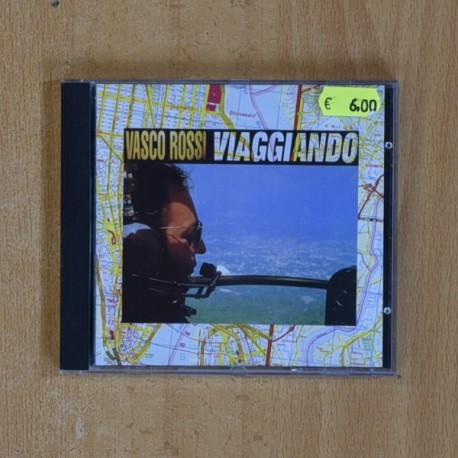 € 6.00
VASCO ROSSI VIAGGIANDO